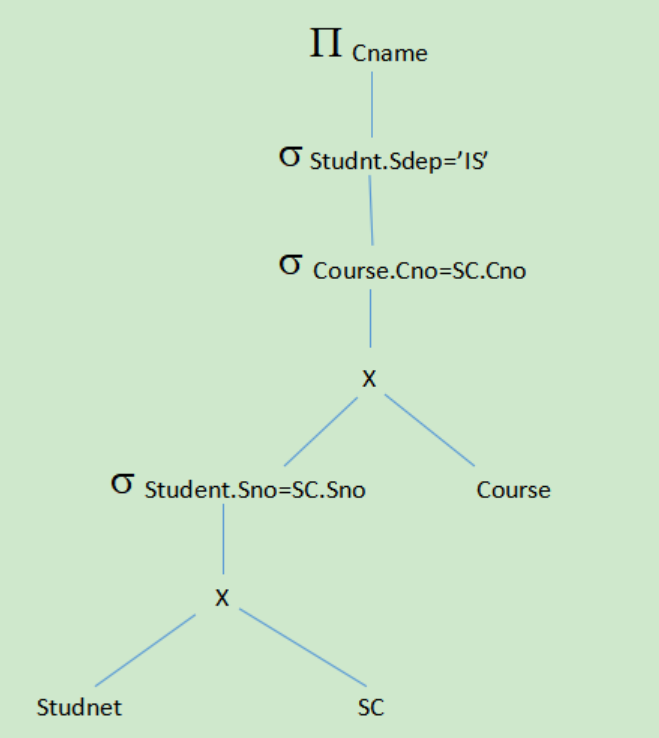 Π Cname
σ Studnt.Sdep='IS'
σ Course.Cno=SC.Cno
X
σ Student.Sno=SC.Sno
Course
X
Studnet
SC